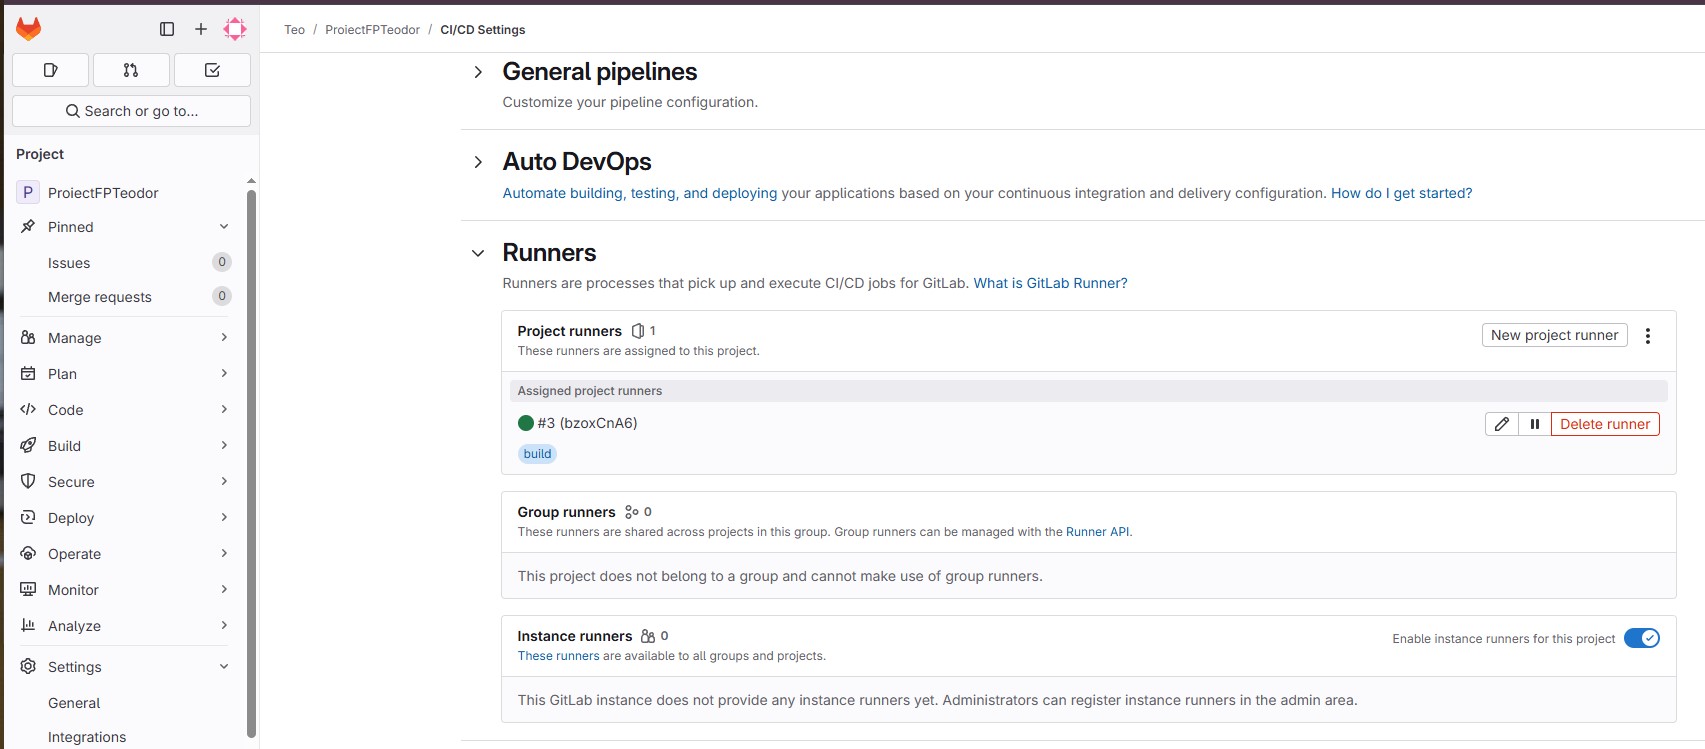 Teo / ProiectFPTeodor / CI/CD Settings
Search or go to...
Project
P ProiectFPTeodor
Pinned
Issues 0
Merge requests 0
Manage
Plan
Code
Build
Secure
Deploy
Operate
Monitor
Analyze
Settings
General
Integrations
General pipelines
Customize your pipeline configuration.
Auto DevOps
Automate building, testing, and deploying your applications based on your continuous integration and delivery configuration. How do I get started?
Runners
Runners are processes that pick up and execute CI/CD jobs for GitLab. What is GitLab Runner?
Project runners 1
These runners are assigned to this project.
New project runner
Assigned project runners
#3 (bzoxCnA6)
Delete runner
build
Group runners 0
These runners are shared across projects in this group. Group runners can be managed with the Runner API.
This project does not belong to a group and cannot make use of group runners.
Instance runners 0
These runners are available to all groups and projects.
Enable instance runners for this project
This GitLab instance does not provide any instance runners yet. Administrators can register instance runners in the admin area.